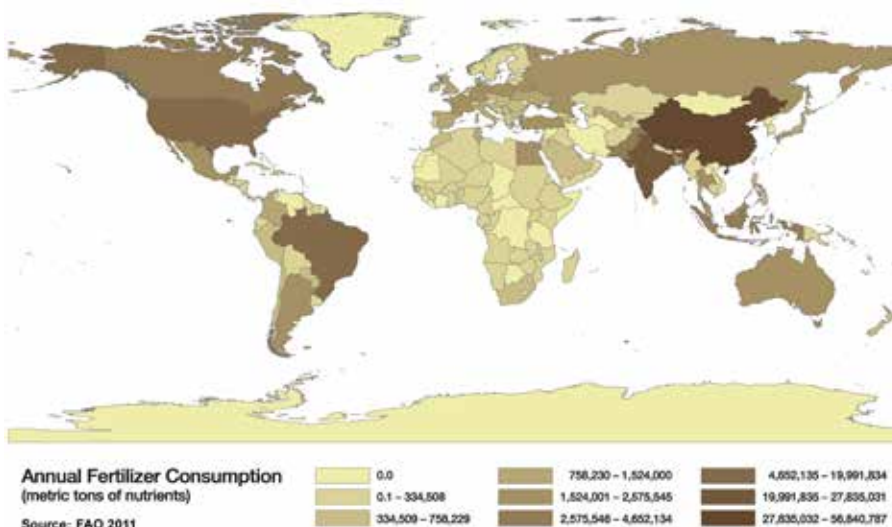 Annual Fertilizer Consumption
(metric tons of nutrients)
Source: FAO 2011
0.0
0.1 – 334,508
334,509 – 758,229
758,230 – 1,524,000
1,524,001 – 2,575,545
2,575,546 – 4,652,134
4,652,135 – 19,991,834
19,991,835 – 27,835,031
27,835,032 – 56,840,787